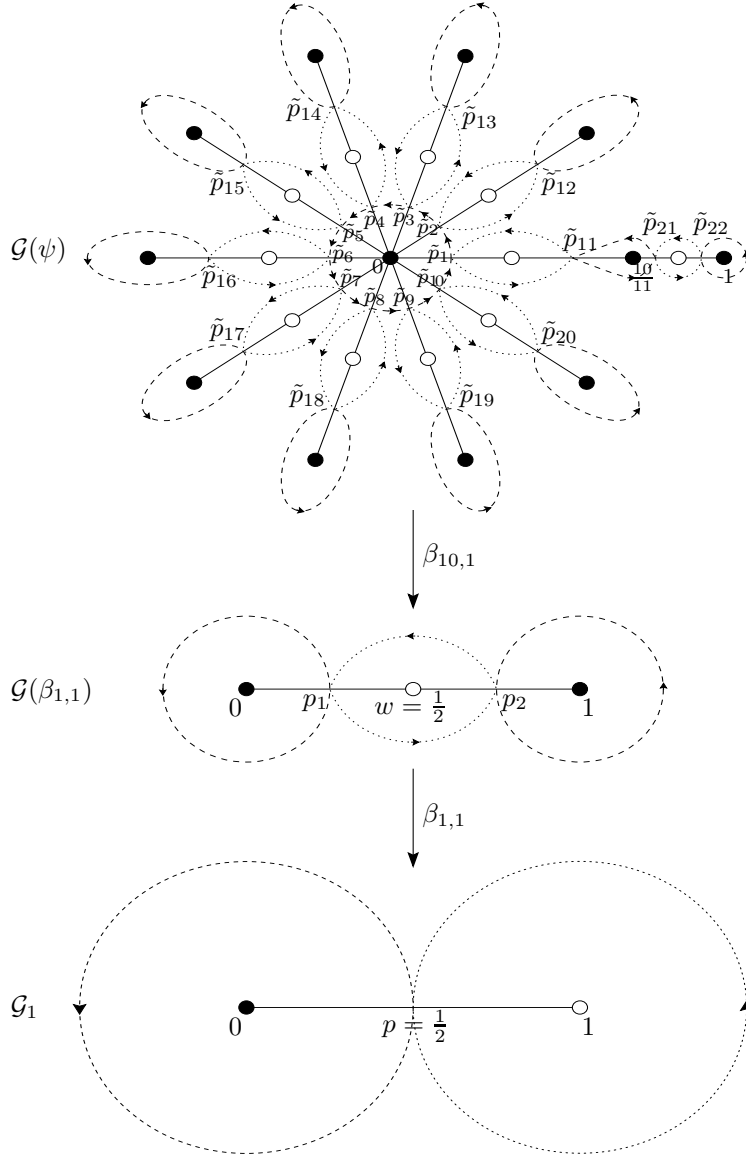 p̃₁₄ p̃₁₃
p̃₁₅ p̃₁₂
p̃₄ p̃₃
p̃₅ p̃₂ p̃₂₁ p̃₂₂
𝒢(ψ) p̃₆ p̃₁ p̃₁₁
p̃₁₆ 0 10/11 1
p̃₇ p̃₁₀
p̃₈ p̃₉
p̃₁₇ p̃₂₀
p̃₁₈ p̃₁₉
β₁₀,₁
𝒢(β₁,₁)
0 p₁ w = 1/2 p₂ 1
β₁,₁
𝒢₁
0 p = 1/2 1